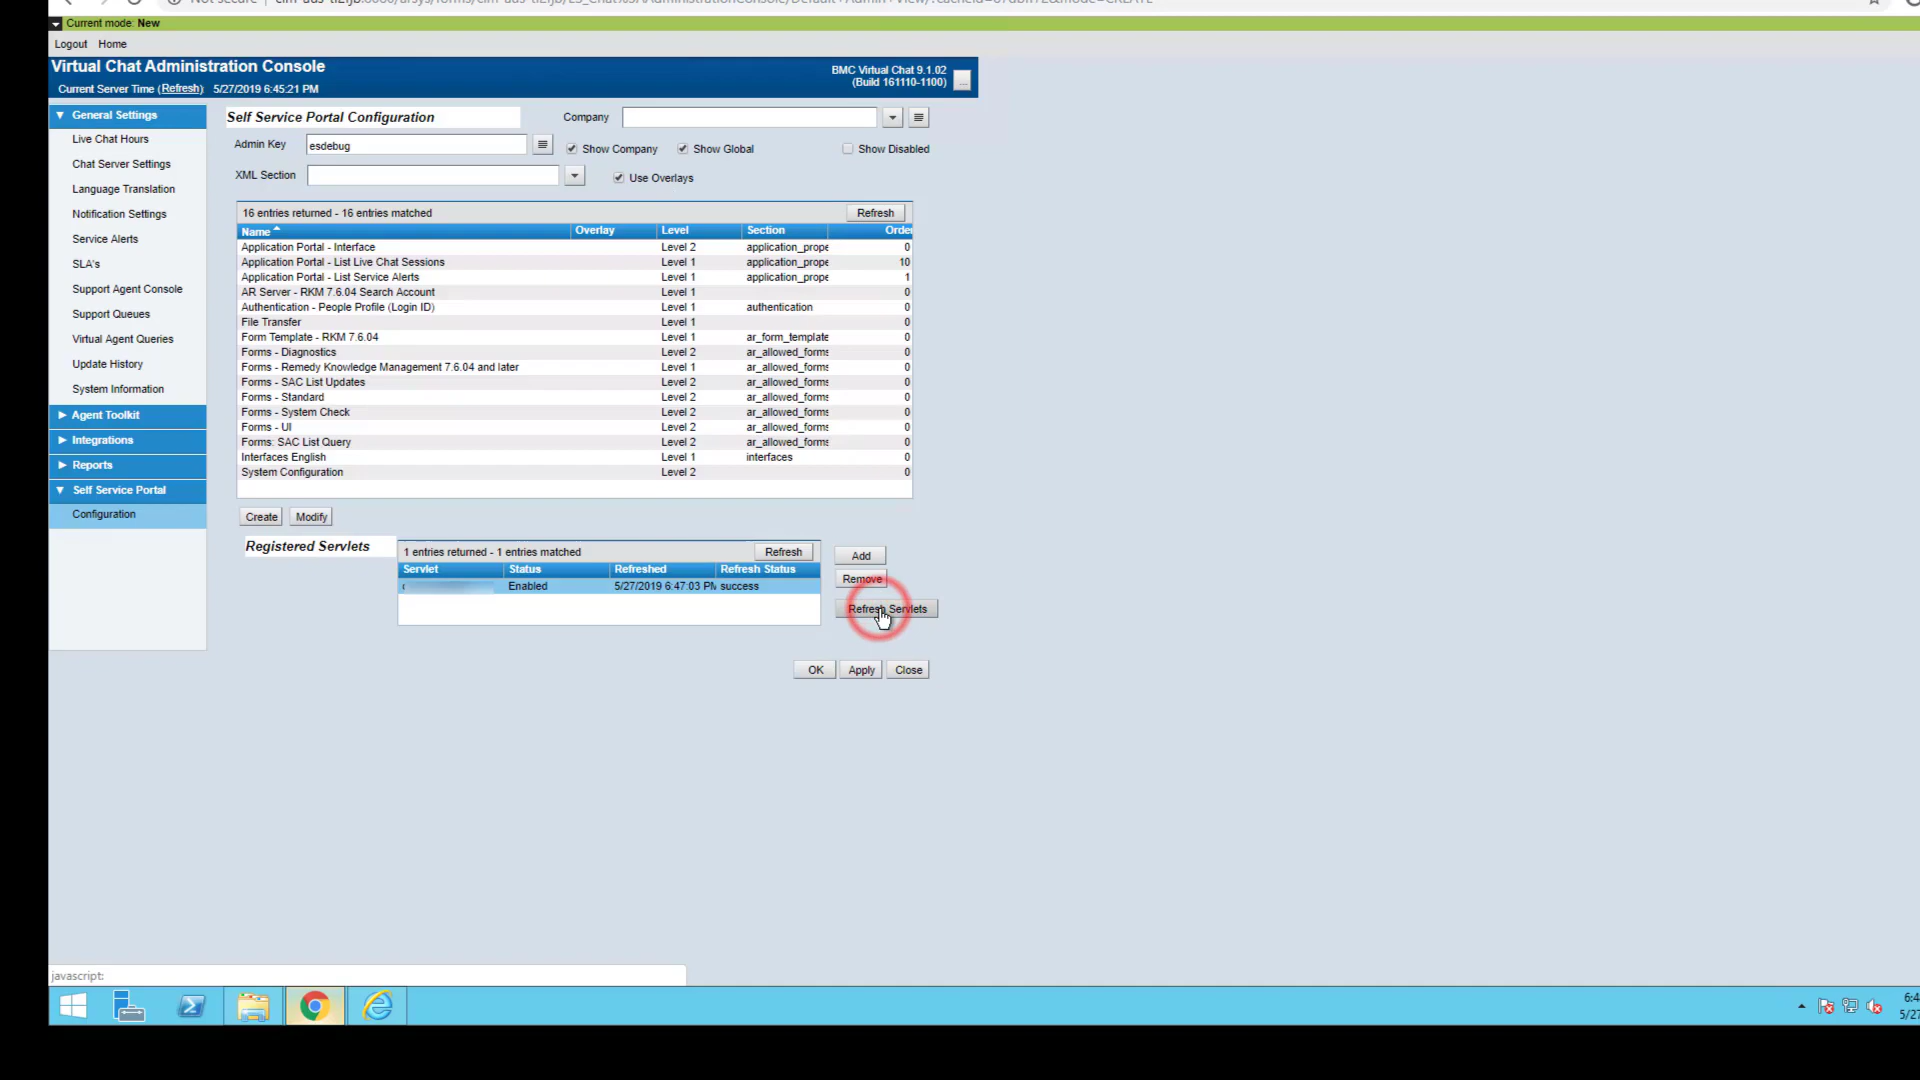 Current mode: New
Logout Home
Virtual Chat Administration Console
Current Server Time (Refresh): 5/27/2019 6:45:21 PM
BMC Virtual Chat 9.1.02
(Build 161110-1100)
...
General Settings
Live Chat Hours
Chat Server Settings
Language Translation
Notification Settings
Service Alerts
SLA's
Support Agent Console
Support Queues
Virtual Agent Queries
Update History
System Information
Agent Toolkit
Integrations
Reports
Self Service Portal
Configuration
Self Service Portal Configuration
Company
Admin Key esdebug
Show Company Show Global Show Disabled
XML Section
Use Overlays
16 entries returned - 16 entries matched Refresh
Name Overlay Level Section Order
Application Portal - Interface Level 2 application_prope 0
Application Portal - List Live Chat Sessions Level 1 application_prope 10
Application Portal - List Service Alerts Level 1 application_prope 1
AR Server - RKM 7.6.04 Search Account Level 1 0
Authentication - People Profile (Login ID) Level 1 authentication 0
File Transfer Level 1 0
Form Template - RKM 7.6.04 Level 1 ar_form_template 0
Forms - Diagnostics Level 2 ar_allowed_forms 0
Forms - Remedy Knowledge Management 7.6.04 and later Level 1 ar_allowed_forms 0
Forms - SAC List Updates Level 2 ar_allowed_forms 0
Forms - Standard Level 2 ar_allowed_forms 0
Forms - System Check Level 2 ar_allowed_forms 0
Forms - UI Level 2 ar_allowed_forms 0
Forms: SAC List Query Level 2 ar_allowed_forms 0
Interfaces English Level 1 interfaces 0
System Configuration Level 2 0
Create Modify
Registered Servlets
1 entries returned - 1 entries matched Refresh
Servlet Status Refreshed Refresh Status
Enabled 5/27/2019 6:47:03 PM success
Add
Remove
Refresh Servlets
OK Apply Close
javascript:
6:4
5/27